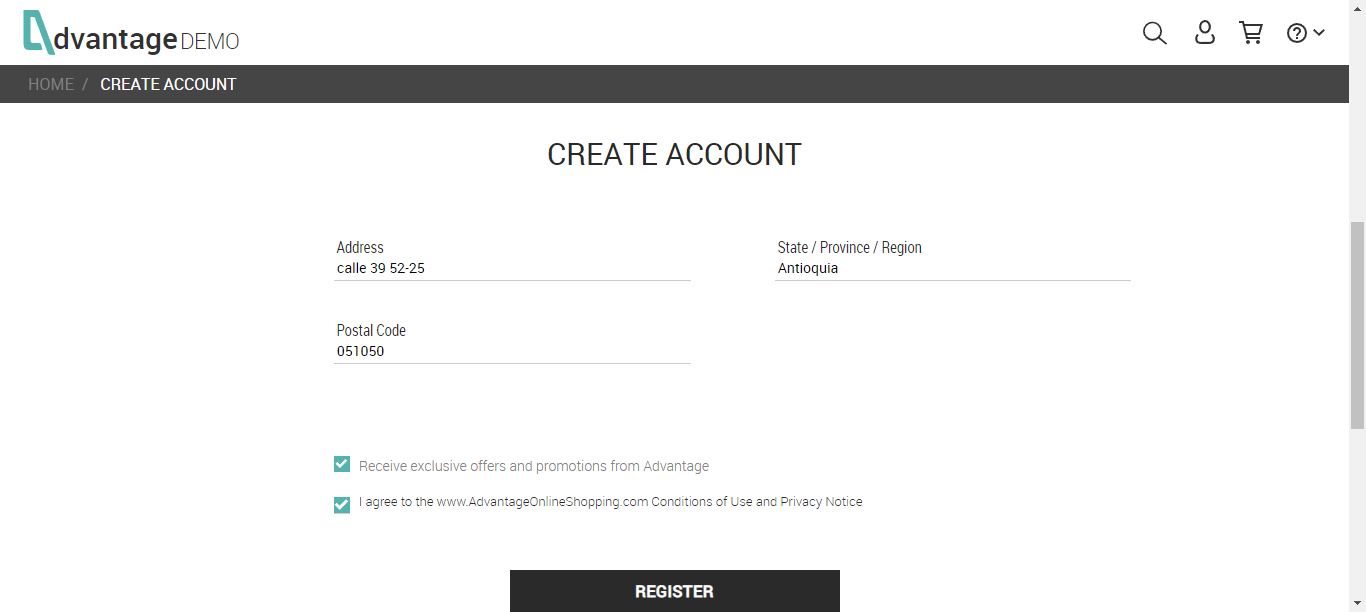 dvantage DEMO
HOME / CREATE ACCOUNT
CREATE ACCOUNT
Address
calle 39 52-25
State / Province / Region
Antioquia
Postal Code
051050
Receive exclusive offers and promotions from Advantage
I agree to the www.AdvantageOnlineShopping.com Conditions of Use and Privacy Notice
REGISTER